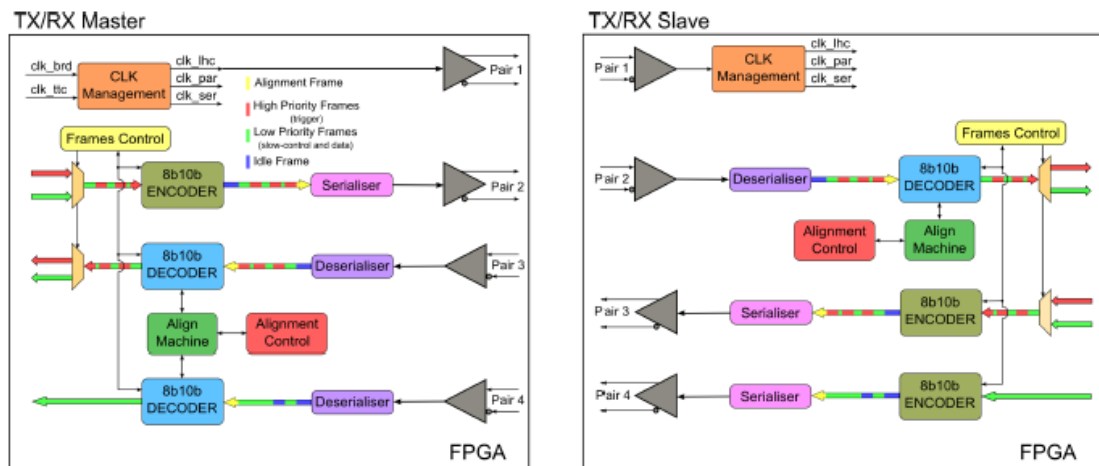 TX/RX Master
clk_brd
clk_ttc
CLK
Management
clk_lhc
clk_par
clk_ser
Pair 1
Alignment Frame
High Priority Frames
(trigger)
Low Priority Frames
(slow-control and data)
Idle Frame
Frames Control
8b10b
ENCODER
Serialiser
Pair 2
8b10b
DECODER
Deserialiser
Pair 3
Align
Machine
Alignment
Control
8b10b
DECODER
Deserialiser
Pair 4
FPGA
TX/RX Slave
Pair 1
CLK
Management
clk_lhc
clk_par
clk_ser
Frames Control
Pair 2
Deserialiser
8b10b
DECODER
Alignment
Control
Align
Machine
Pair 3
Serialiser
8b10b
ENCODER
Pair 4
Serialiser
8b10b
ENCODER
FPGA